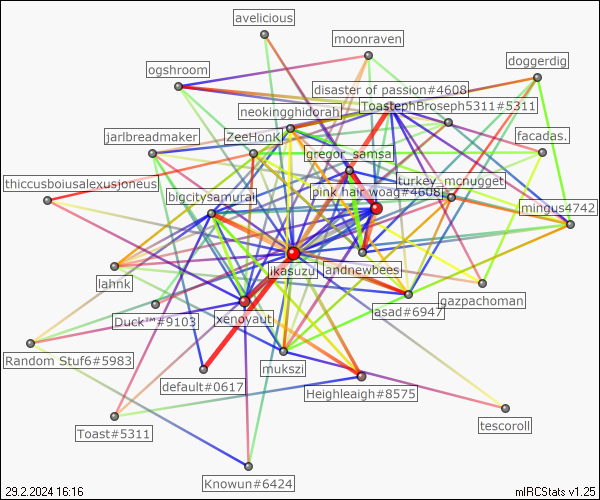 avelicious
moonraven
doggerdig
ogshroom
disaster of passion#4608
ToastephBroseph5311#5311
neokingghidorah
jarlbreadmaker
ZeeHonK
facadas.
gregor_samsa
turkey_mcnugget
thiccusboiusalexusjoneus
pink hair woag#4608
bigcitysamurai
mingus4742
ikasuzu
andnewbees
lahnk
gazpachoman
asad#6947
Duck™#9103
xenoyaut
Random Stuf6#5983
mukszi
default#0617
Heighleaigh#8575
Toast#5311
tescoroll
Knowun#6424
29.2.2024 16:16
mIRCStats v1.25